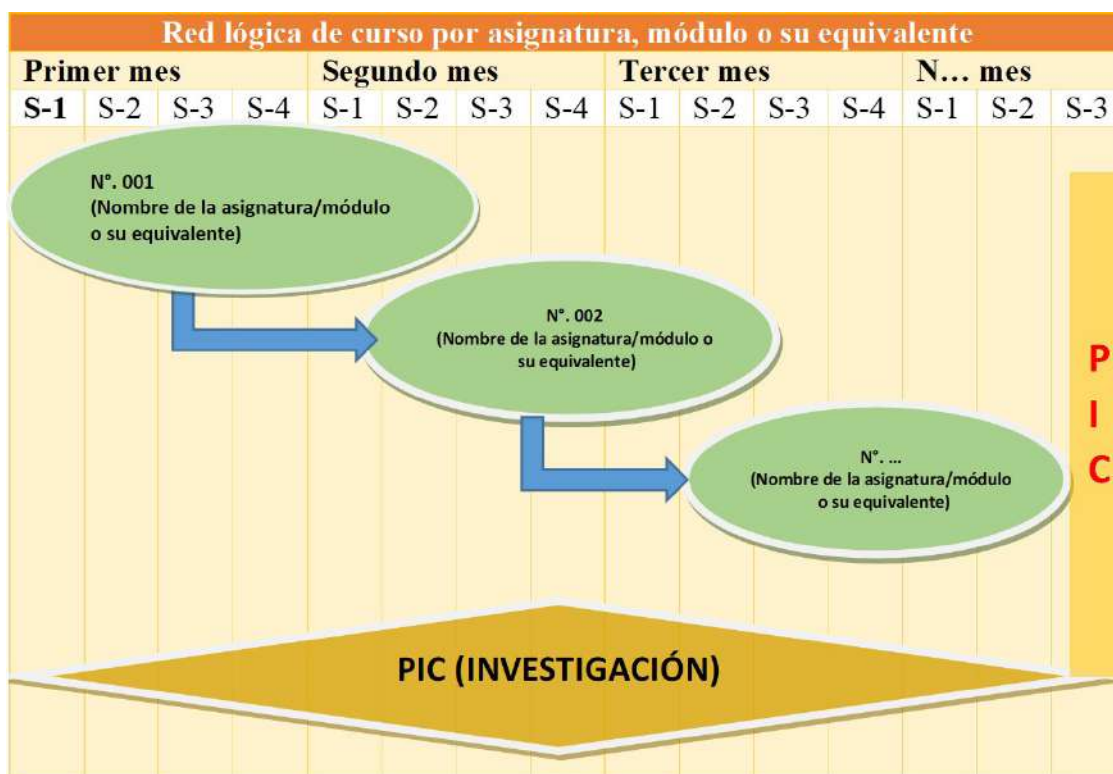 Red lógica de curso por asignatura, módulo o su equivalente
Primer mes Segundo mes Tercer mes N... mes
S-1 S-2 S-3 S-4 S-1 S-2 S-3 S-4 S-1 S-2 S-3 S-4 S-1 S-2 S-3
N°. 001
(Nombre de la asignatura/módulo
o su equivalente)
N°. 002
(Nombre de la asignatura/módulo o
su equivalente)
N°. ...
(Nombre de la asignatura/módulo
o su equivalente)
P
I
C
PIC (INVESTIGACIÓN)